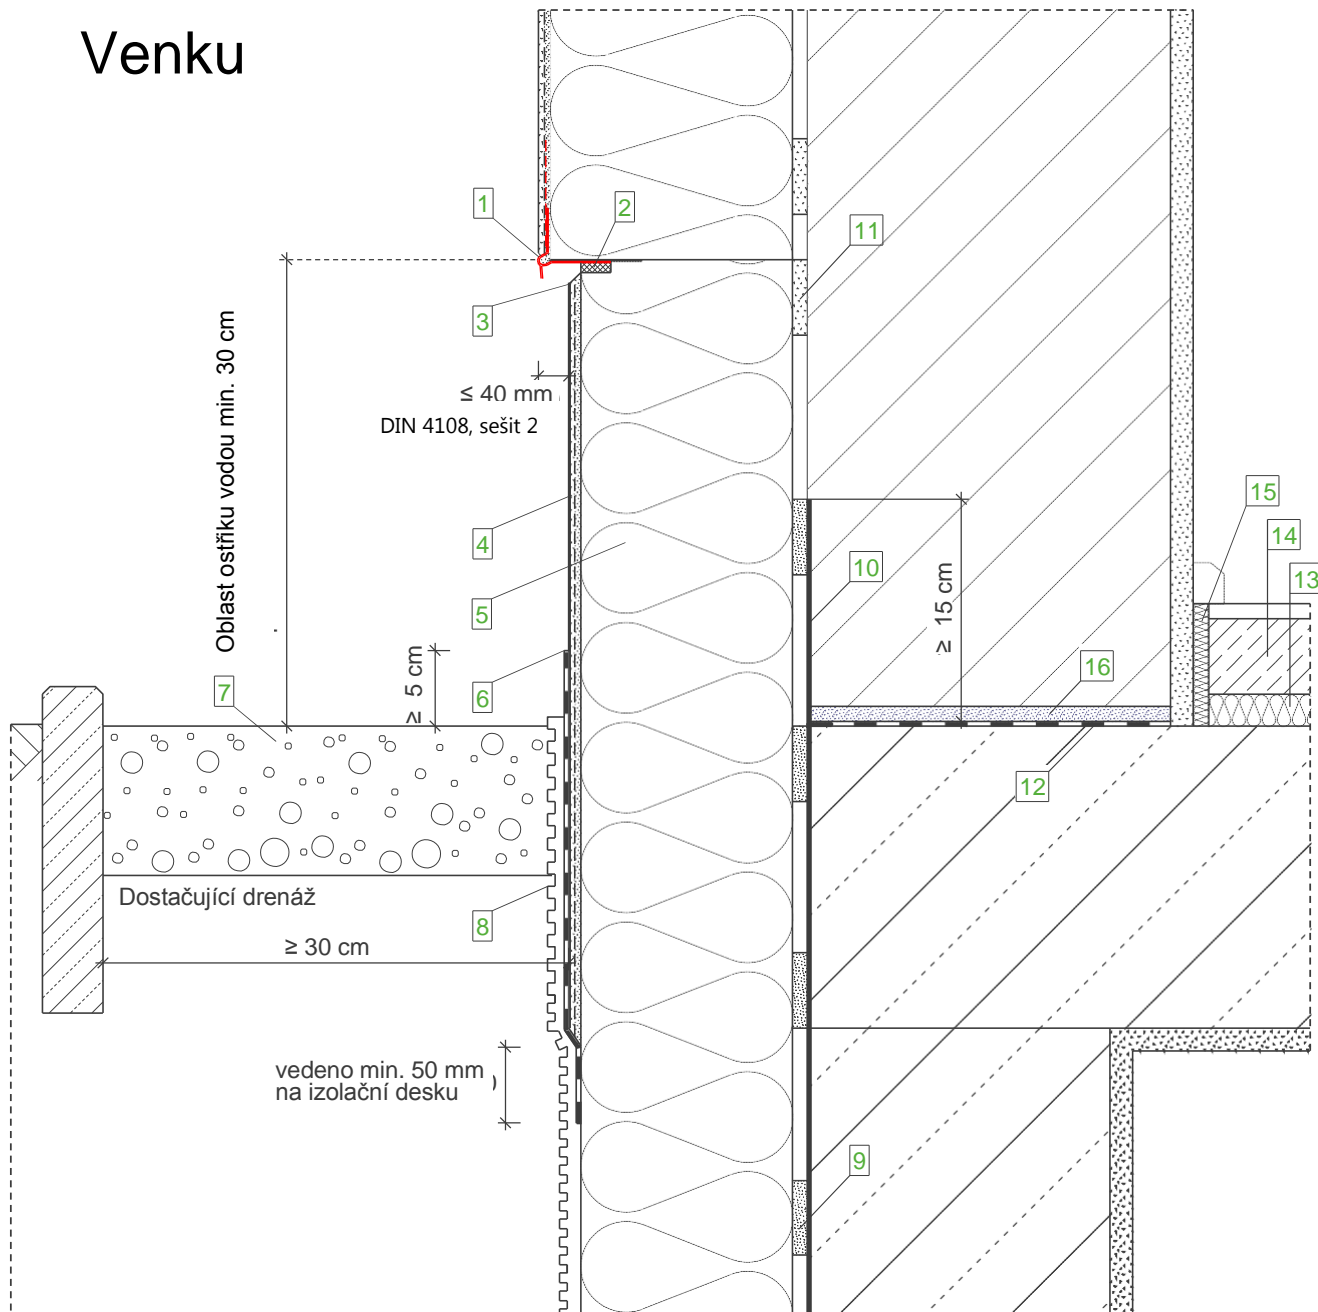 Venku
1
2
11
3
Oblast ostřiku vodou min. 30 cm
≤ 40 mm
DIN 4108, sešit 2
15
4
14
10
13
5
≥ 15 cm
≥ 5 cm
16
7
6
12
Dostačující drenáž
8
≥ 30 cm
vedeno min. 50 mm
na izolační desku
9